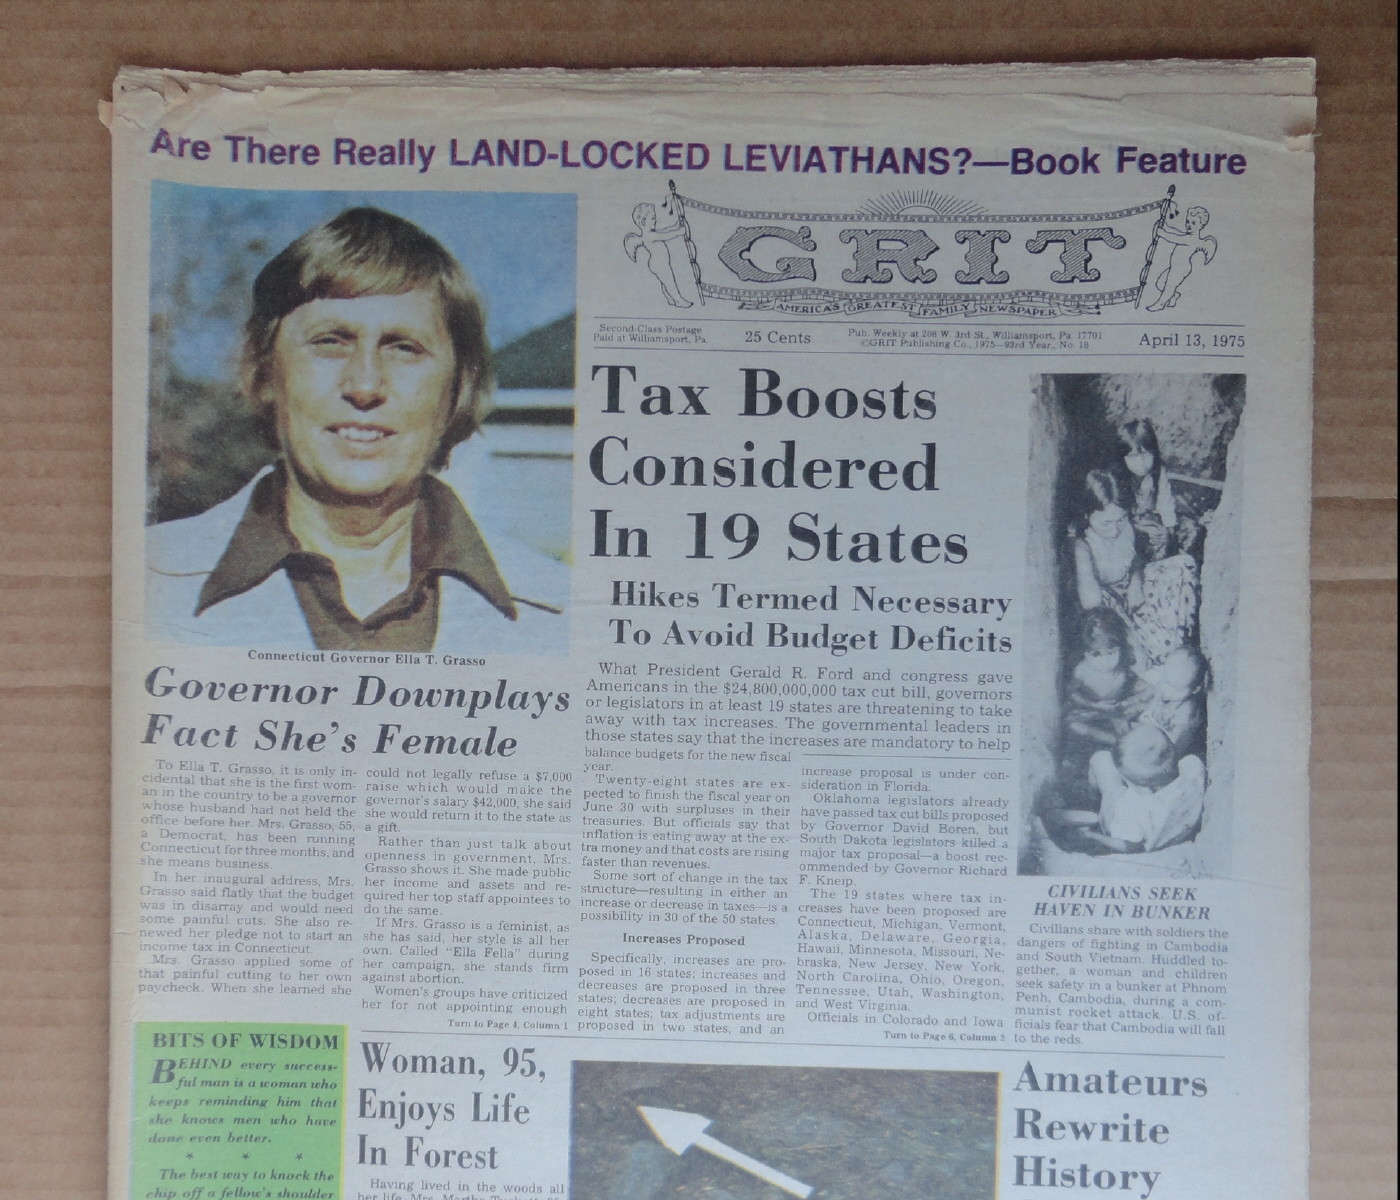 Are There Really LAND-LOCKED LEVIATHANS?—Book Feature
GRIT
AMERICA'S GREATEST FAMILY NEWSPAPER
Second-Class Postage
Paid at Williamsport, Pa.
25 Cents
Pub. Weekly at 208 W. 3rd St., Williamsport, Pa. 17701
©GRIT Publishing Co., 1975—93rd Year., No. 18
April 13, 1975
Connecticut Governor Ella T. Grasso
Governor Downplays
Fact She's Female
To Ella T. Grasso, it is only in-
cidental that she is the first wom-
an in the country to be a governor
whose husband had not held the
office before her. Mrs. Grasso, 55,
a Democrat, has been running
Connecticut for three months, and
she means business.
In her inaugural address, Mrs.
Grasso said flatly that the budget
was in disarray and would need
some painful cuts. She also re-
newed her pledge not to start an
income tax in Connecticut.
Mrs. Grasso applied some of
that painful cutting to her own
paycheck. When she learned she
could not legally refuse a $7,000
raise which would make the
governor's salary $42,000, she said
she would return it to the state as
a gift.
Rather than just talk about
openness in government, Mrs.
Grasso shows it. She made public
her income and assets and re-
quired her top staff appointees to
do the same.
If Mrs. Grasso is a feminist, as
she has said, her style is all her
own. Called "Ella Fella" during
her campaign, she stands firm
against abortion.
Women's groups have criticized
her for not appointing enough
Turn to Page 4, Column 1
Tax Boosts
Considered
In 19 States
Hikes Termed Necessary
To Avoid Budget Deficits
What President Gerald R. Ford and congress gave
Americans in the $24,800,000,000 tax cut bill, governors
or legislators in at least 19 states are threatening to take
away with tax increases. The governmental leaders in
those states say that the increases are mandatory to help
balance budgets for the new fiscal
year.
Twenty-eight states are ex-
pected to finish the fiscal year on
June 30 with surpluses in their
treasuries. But officials say that
inflation is eating away at the ex-
tra money and that costs are rising
faster than revenues.
Some sort of change in the tax
structure—resulting in either an
increase or decrease in taxes—is a
possibility in 30 of the 50 states.
Increases Proposed
Specifically, increases are pro-
posed in 16 states; increases and
decreases are proposed in three
states; decreases are proposed in
eight states; tax adjustments are
proposed in two states, and an
increase proposal is under con-
sideration in Florida.
Oklahoma legislators already
have passed tax cut bills proposed
by Governor David Boren, but
South Dakota legislators killed a
major tax proposal—a boost rec-
ommended by Governor Richard
F. Kneip.
The 19 states where tax in-
creases have been proposed are
Connecticut, Michigan, Vermont,
Alaska, Delaware, Georgia,
Hawaii, Minnesota, Missouri, Ne-
braska, New Jersey, New York,
North Carolina, Ohio, Oregon,
Tennessee, Utah, Washington,
and West Virginia.
Officials in Colorado and Iowa
Turn to Page 6, Column 2
CIVILIANS SEEK
HAVEN IN BUNKER
Civilians share with soldiers the
dangers of fighting in Cambodia
and South Vietnam. Huddled to-
gether, a woman and children
seek safety in a bunker at Phnom
Penh, Cambodia, during a com-
munist rocket attack. U.S. of-
ficials fear that Cambodia will fall
to the reds.
BITS OF WISDOM
BEHIND every success-
ful man is a woman who
keeps reminding him that
she knows men who have
done even better.
* * *
The best way to knock the
chip off a fellow's shoulder
Woman, 95,
Enjoys Life
In Forest
Having lived in the woods all
her life, Mrs. Martha
Amateurs
Rewrite
History